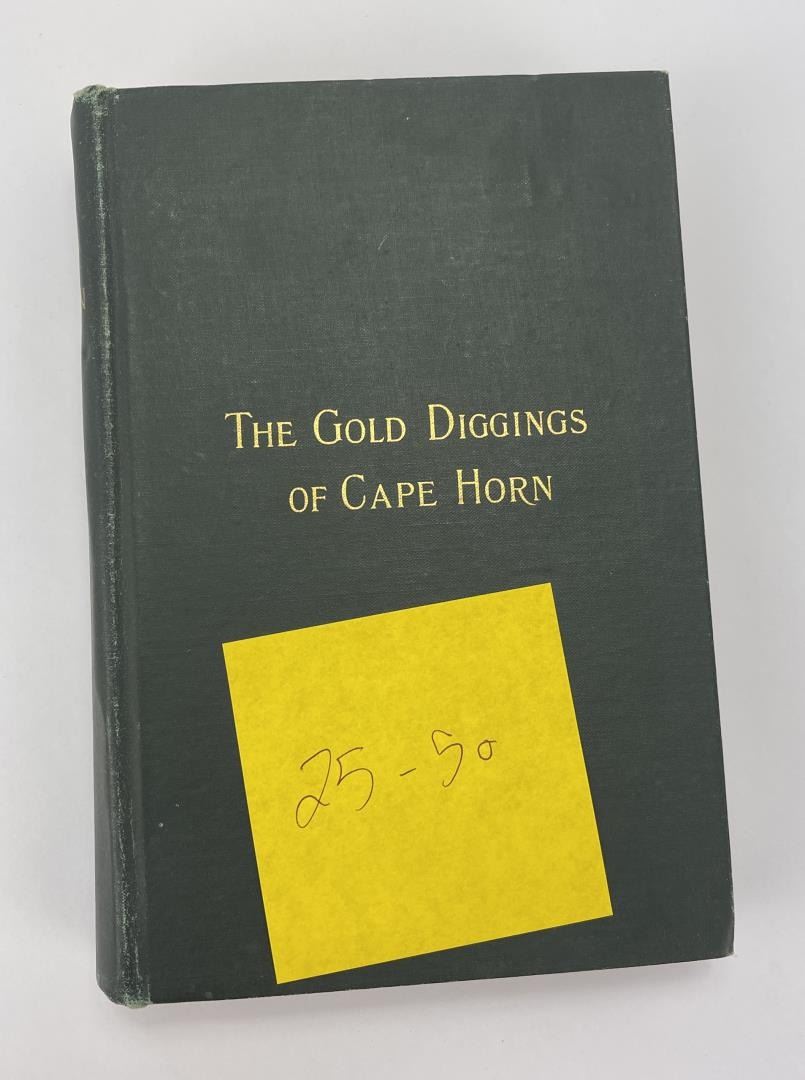 THE GOLD DIGGINGS
OF CAPE HORN
25-50